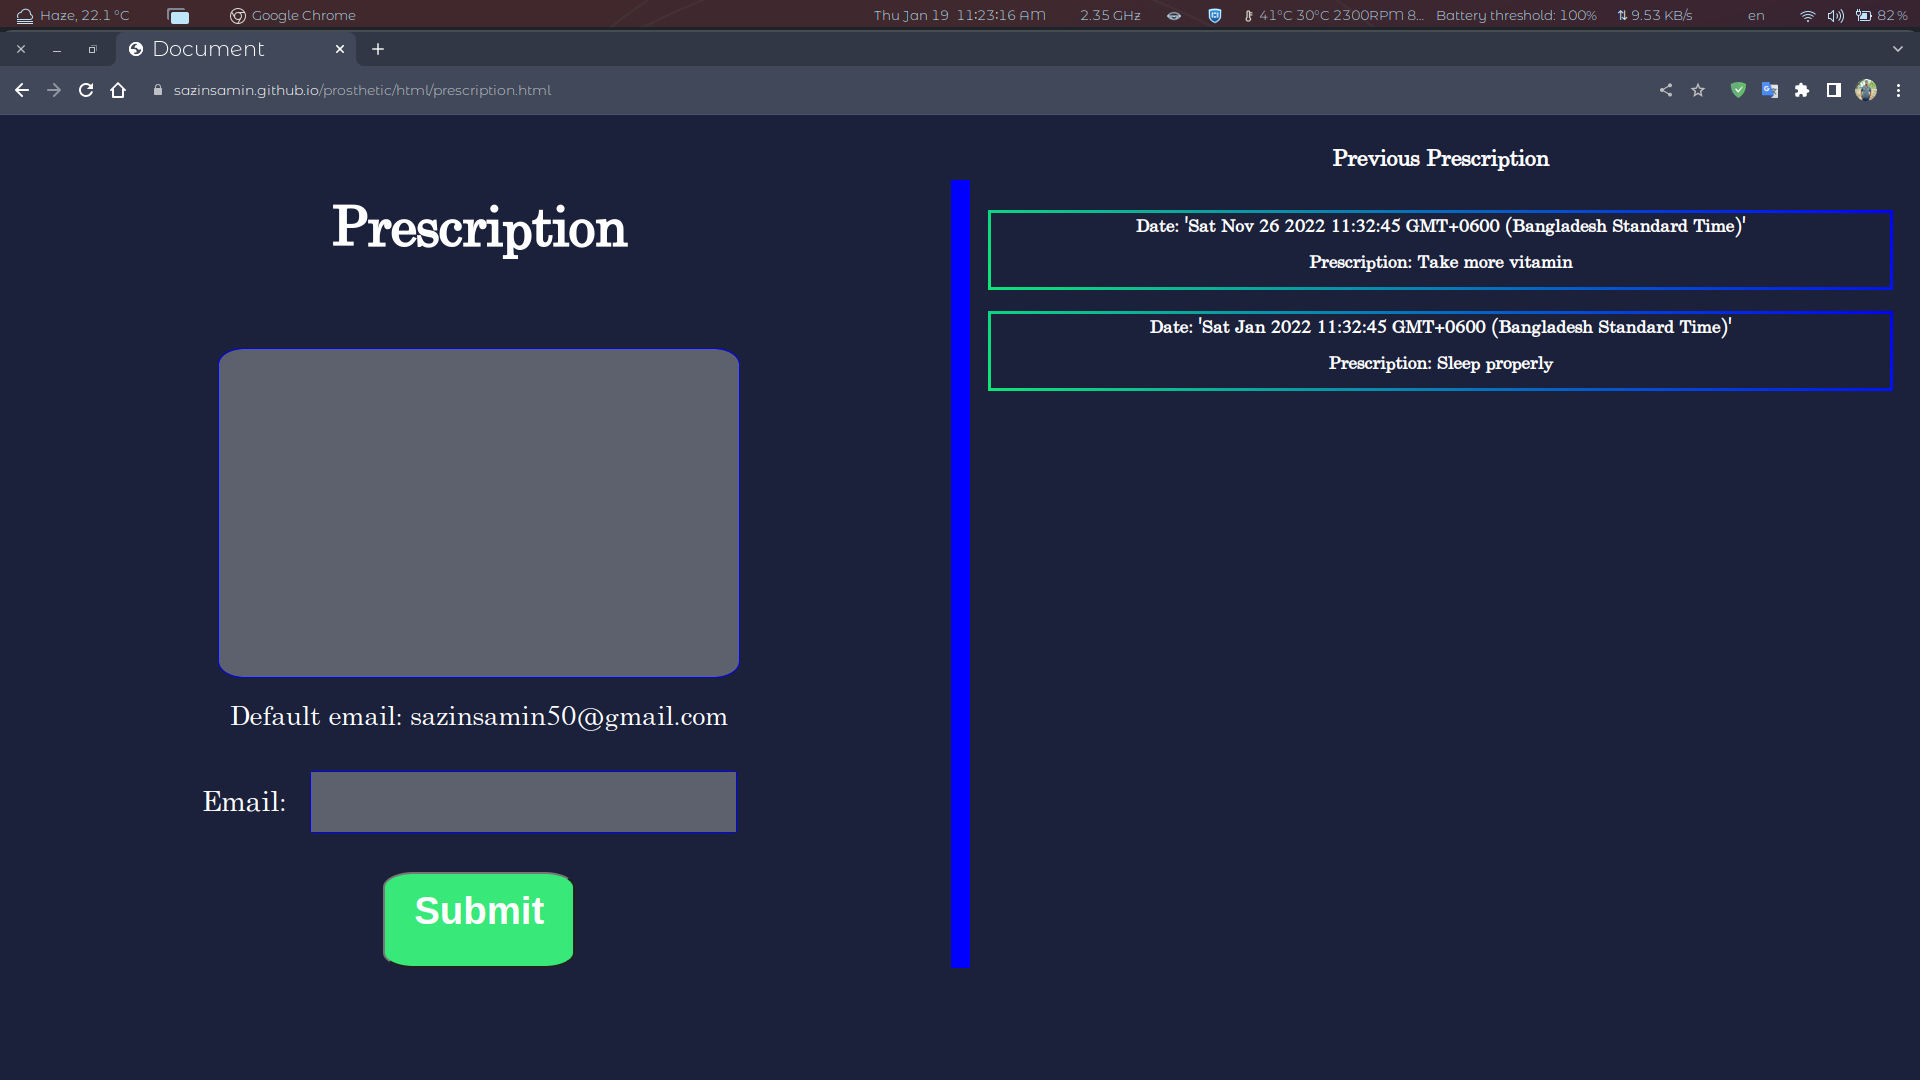 Haze, 22.1 °C
Google Chrome
Thu Jan 19 11:23:16 AM
2.35 GHz
41°C 30°C 2300RPM 8...
Battery threshold: 100%
9.53 KB/s
en
82 %
Document
sazinsamin.github.io/prosthetic/html/prescription.html
Prescription
Default email: sazinsamin50@gmail.com
Email:
Submit
Previous Prescription
Date: 'Sat Nov 26 2022 11:32:45 GMT+0600 (Bangladesh Standard Time)'
Prescription: Take more vitamin
Date: 'Sat Jan 2022 11:32:45 GMT+0600 (Bangladesh Standard Time)'
Prescription: Sleep properly